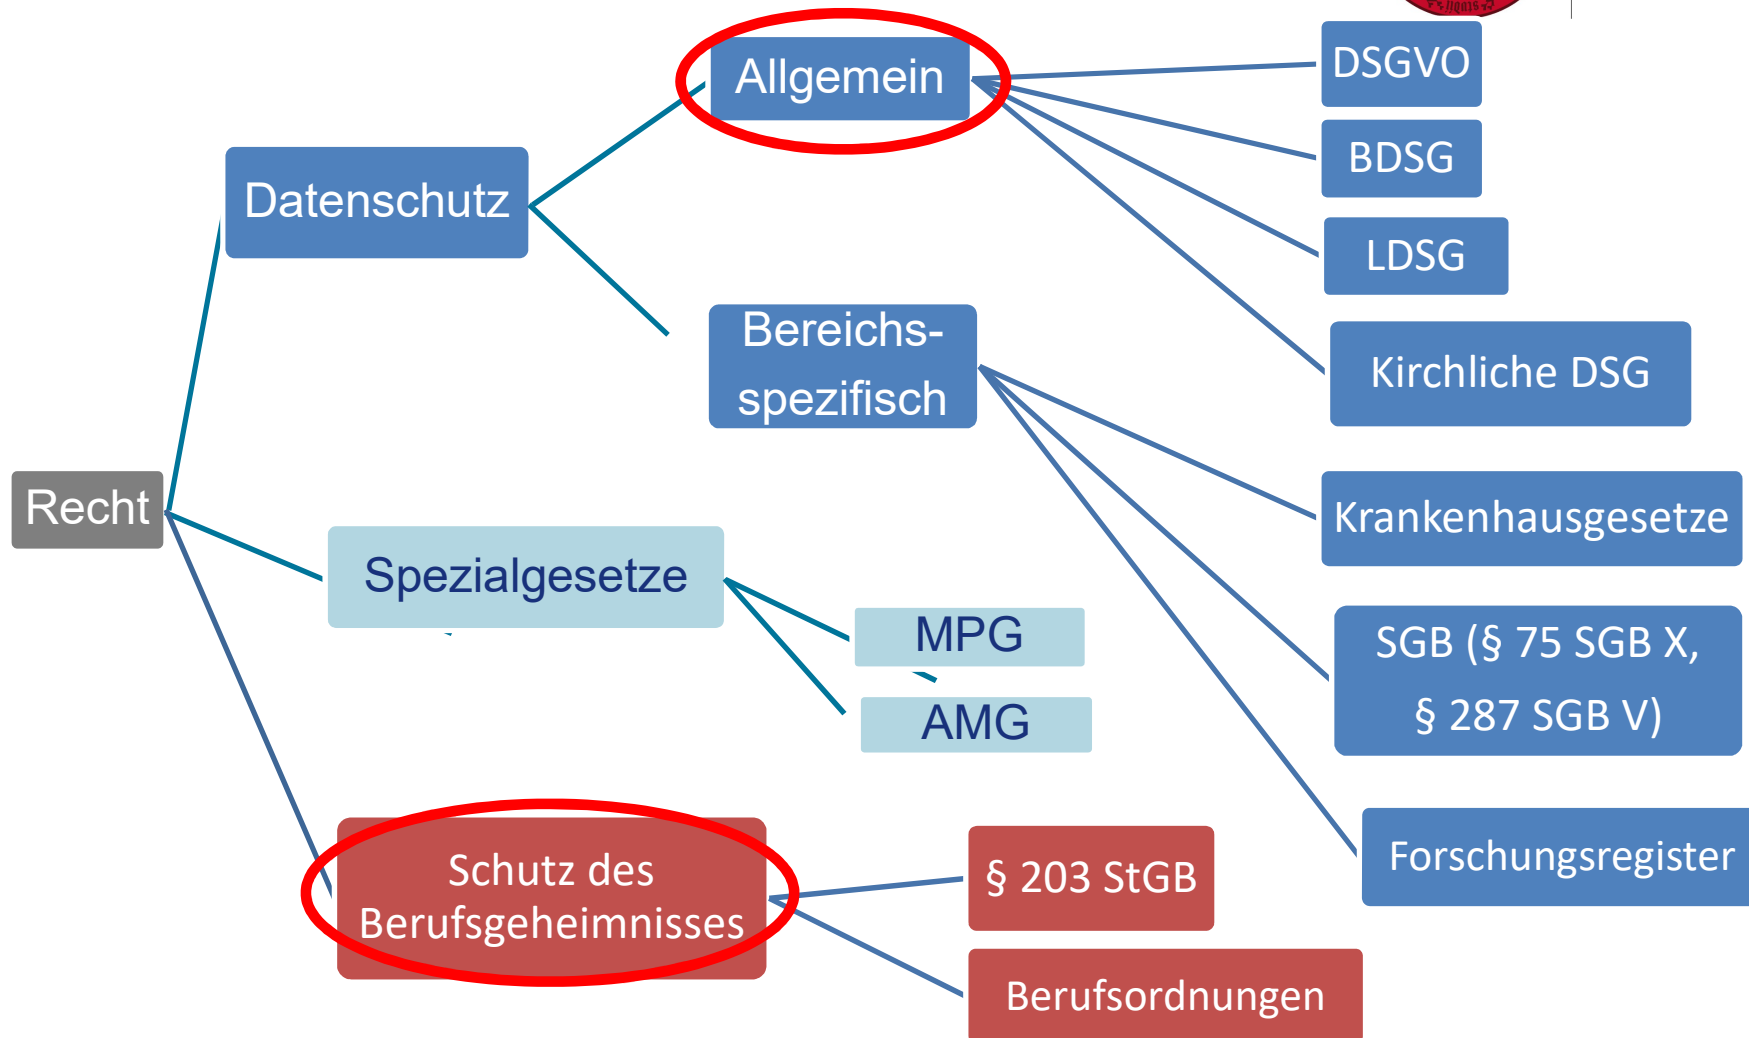 Allgemein
DSGVO
BDSG
Datenschutz
LDSG
Bereichs-
spezifisch
Kirchliche DSG
Recht
Krankenhausgesetze
Spezialgesetze
MPG
SGB (§ 75 SGB X,
§ 287 SGB V)
AMG
Schutz des
Berufsgeheimnisses
§ 203 StGB
Forschungsregister
Berufsordnungen